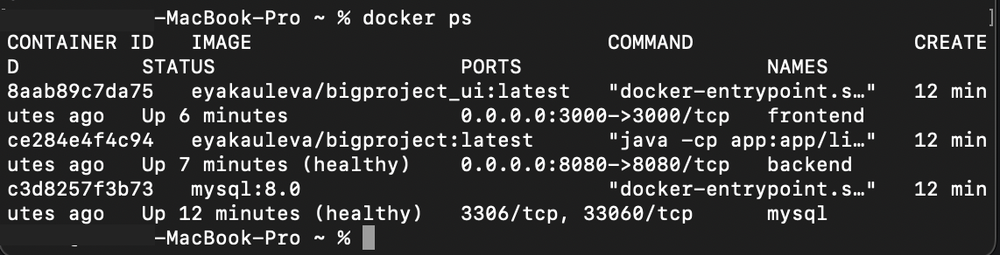 -MacBook-Pro ~ % docker ps
CONTAINER ID   IMAGE                             COMMAND                  CREATE
D          STATUS                    PORTS                    NAMES
8aab89c7da75   eyakauleva/bigproject_ui:latest   "docker-entrypoint.s…"   12 min
utes ago   Up 6 minutes              0.0.0.0:3000->3000/tcp   frontend
ce284e4f4c94   eyakauleva/bigproject:latest      "java -cp app:app/li…"   12 min
utes ago   Up 7 minutes (healthy)    0.0.0.0:8080->8080/tcp   backend
c3d8257f3b73   mysql:8.0                         "docker-entrypoint.s…"   12 min
utes ago   Up 12 minutes (healthy)   3306/tcp, 33060/tcp      mysql
-MacBook-Pro ~ %